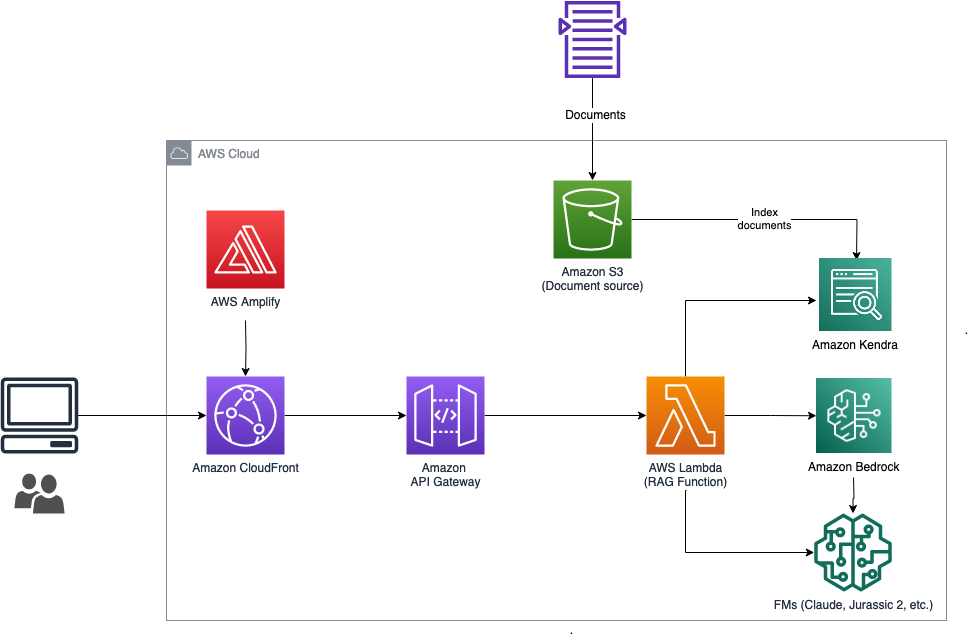 Documents
AWS Cloud
Index
documents
Amazon S3
(Document source)
AWS Amplify
Amazon Kendra
</>
Amazon CloudFront
Amazon
API Gateway
AWS Lambda
(RAG Function)
Amazon Bedrock
FMs (Claude, Jurassic 2, etc.)